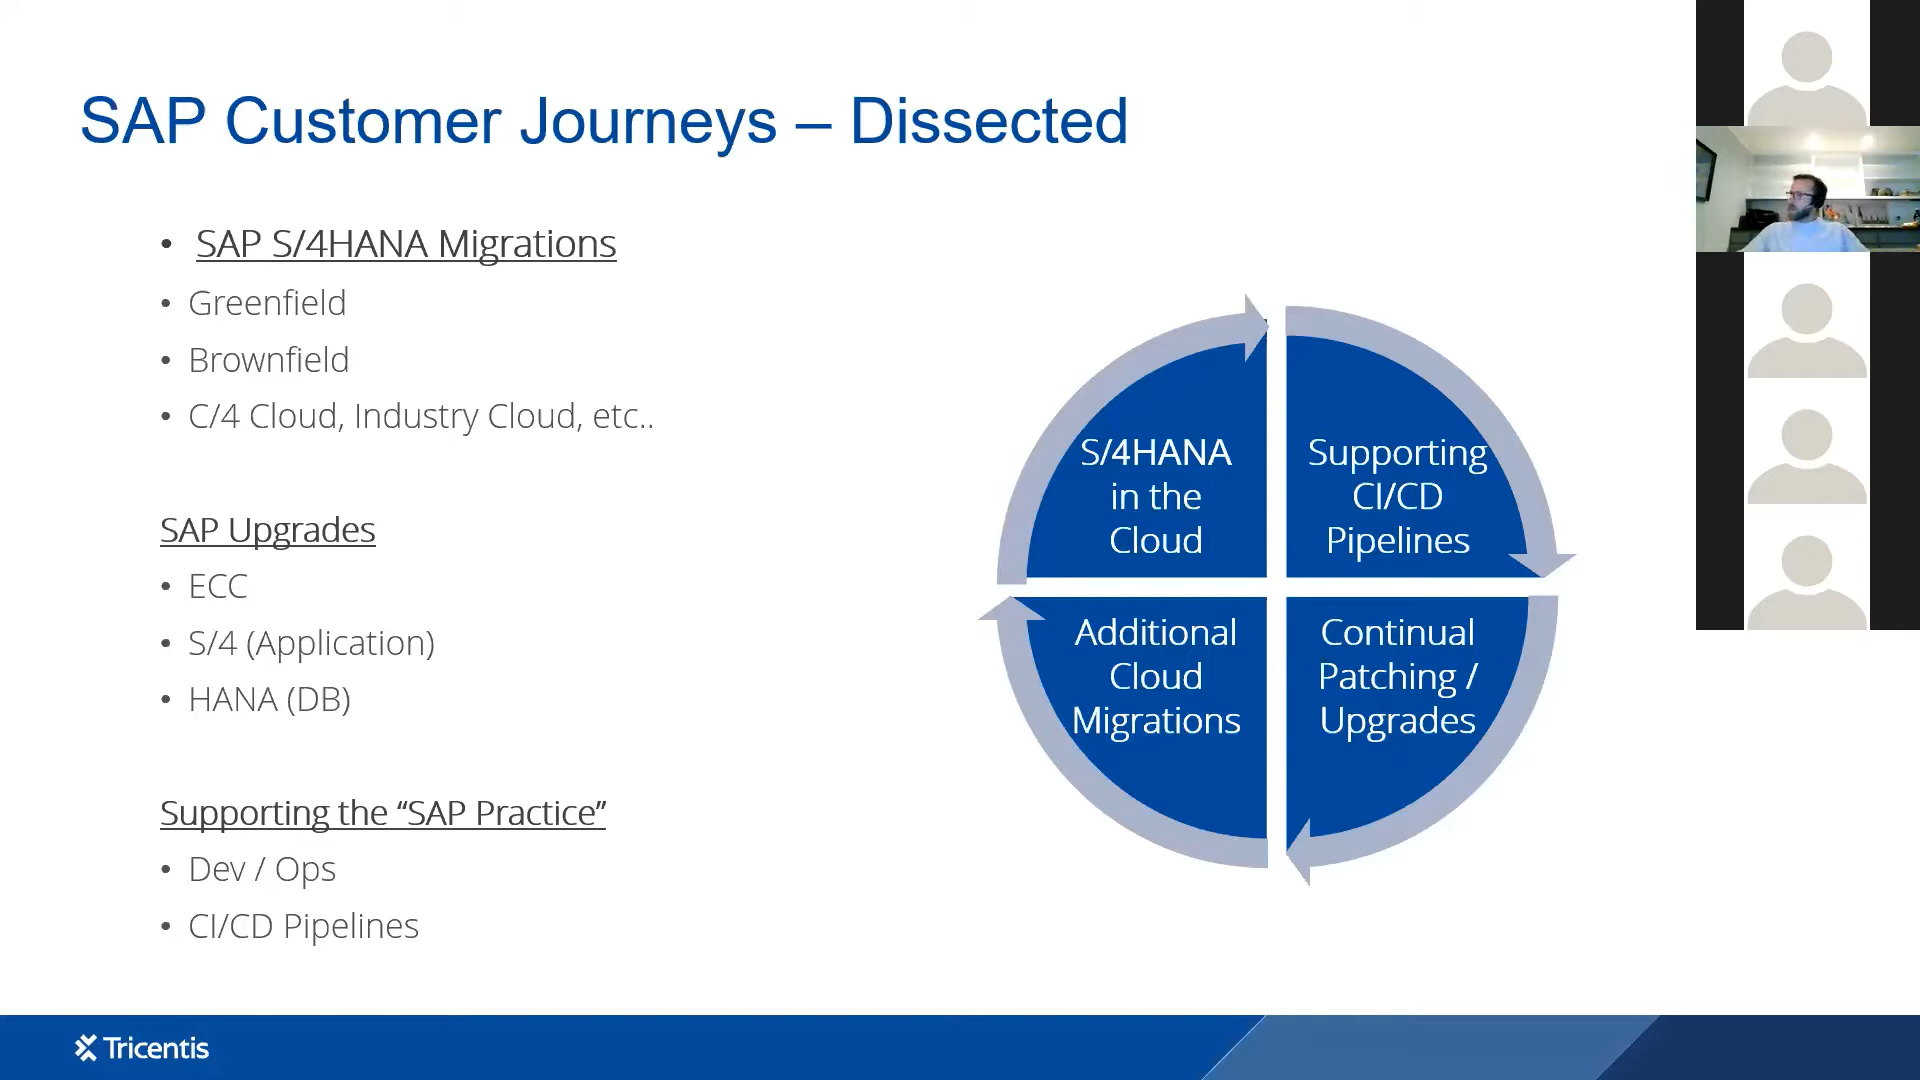 SAP Customer Journeys – Dissected
• SAP S/4HANA Migrations
• Greenfield
• Brownfield
• C/4 Cloud, Industry Cloud, etc..
SAP Upgrades
• ECC
• S/4 (Application)
• HANA (DB)
Supporting the “SAP Practice”
• Dev / Ops
• CI/CD Pipelines
S/4HANA
in the
Cloud
Supporting
CI/CD
Pipelines
Additional
Cloud
Migrations
Continual
Patching /
Upgrades
Tricentis